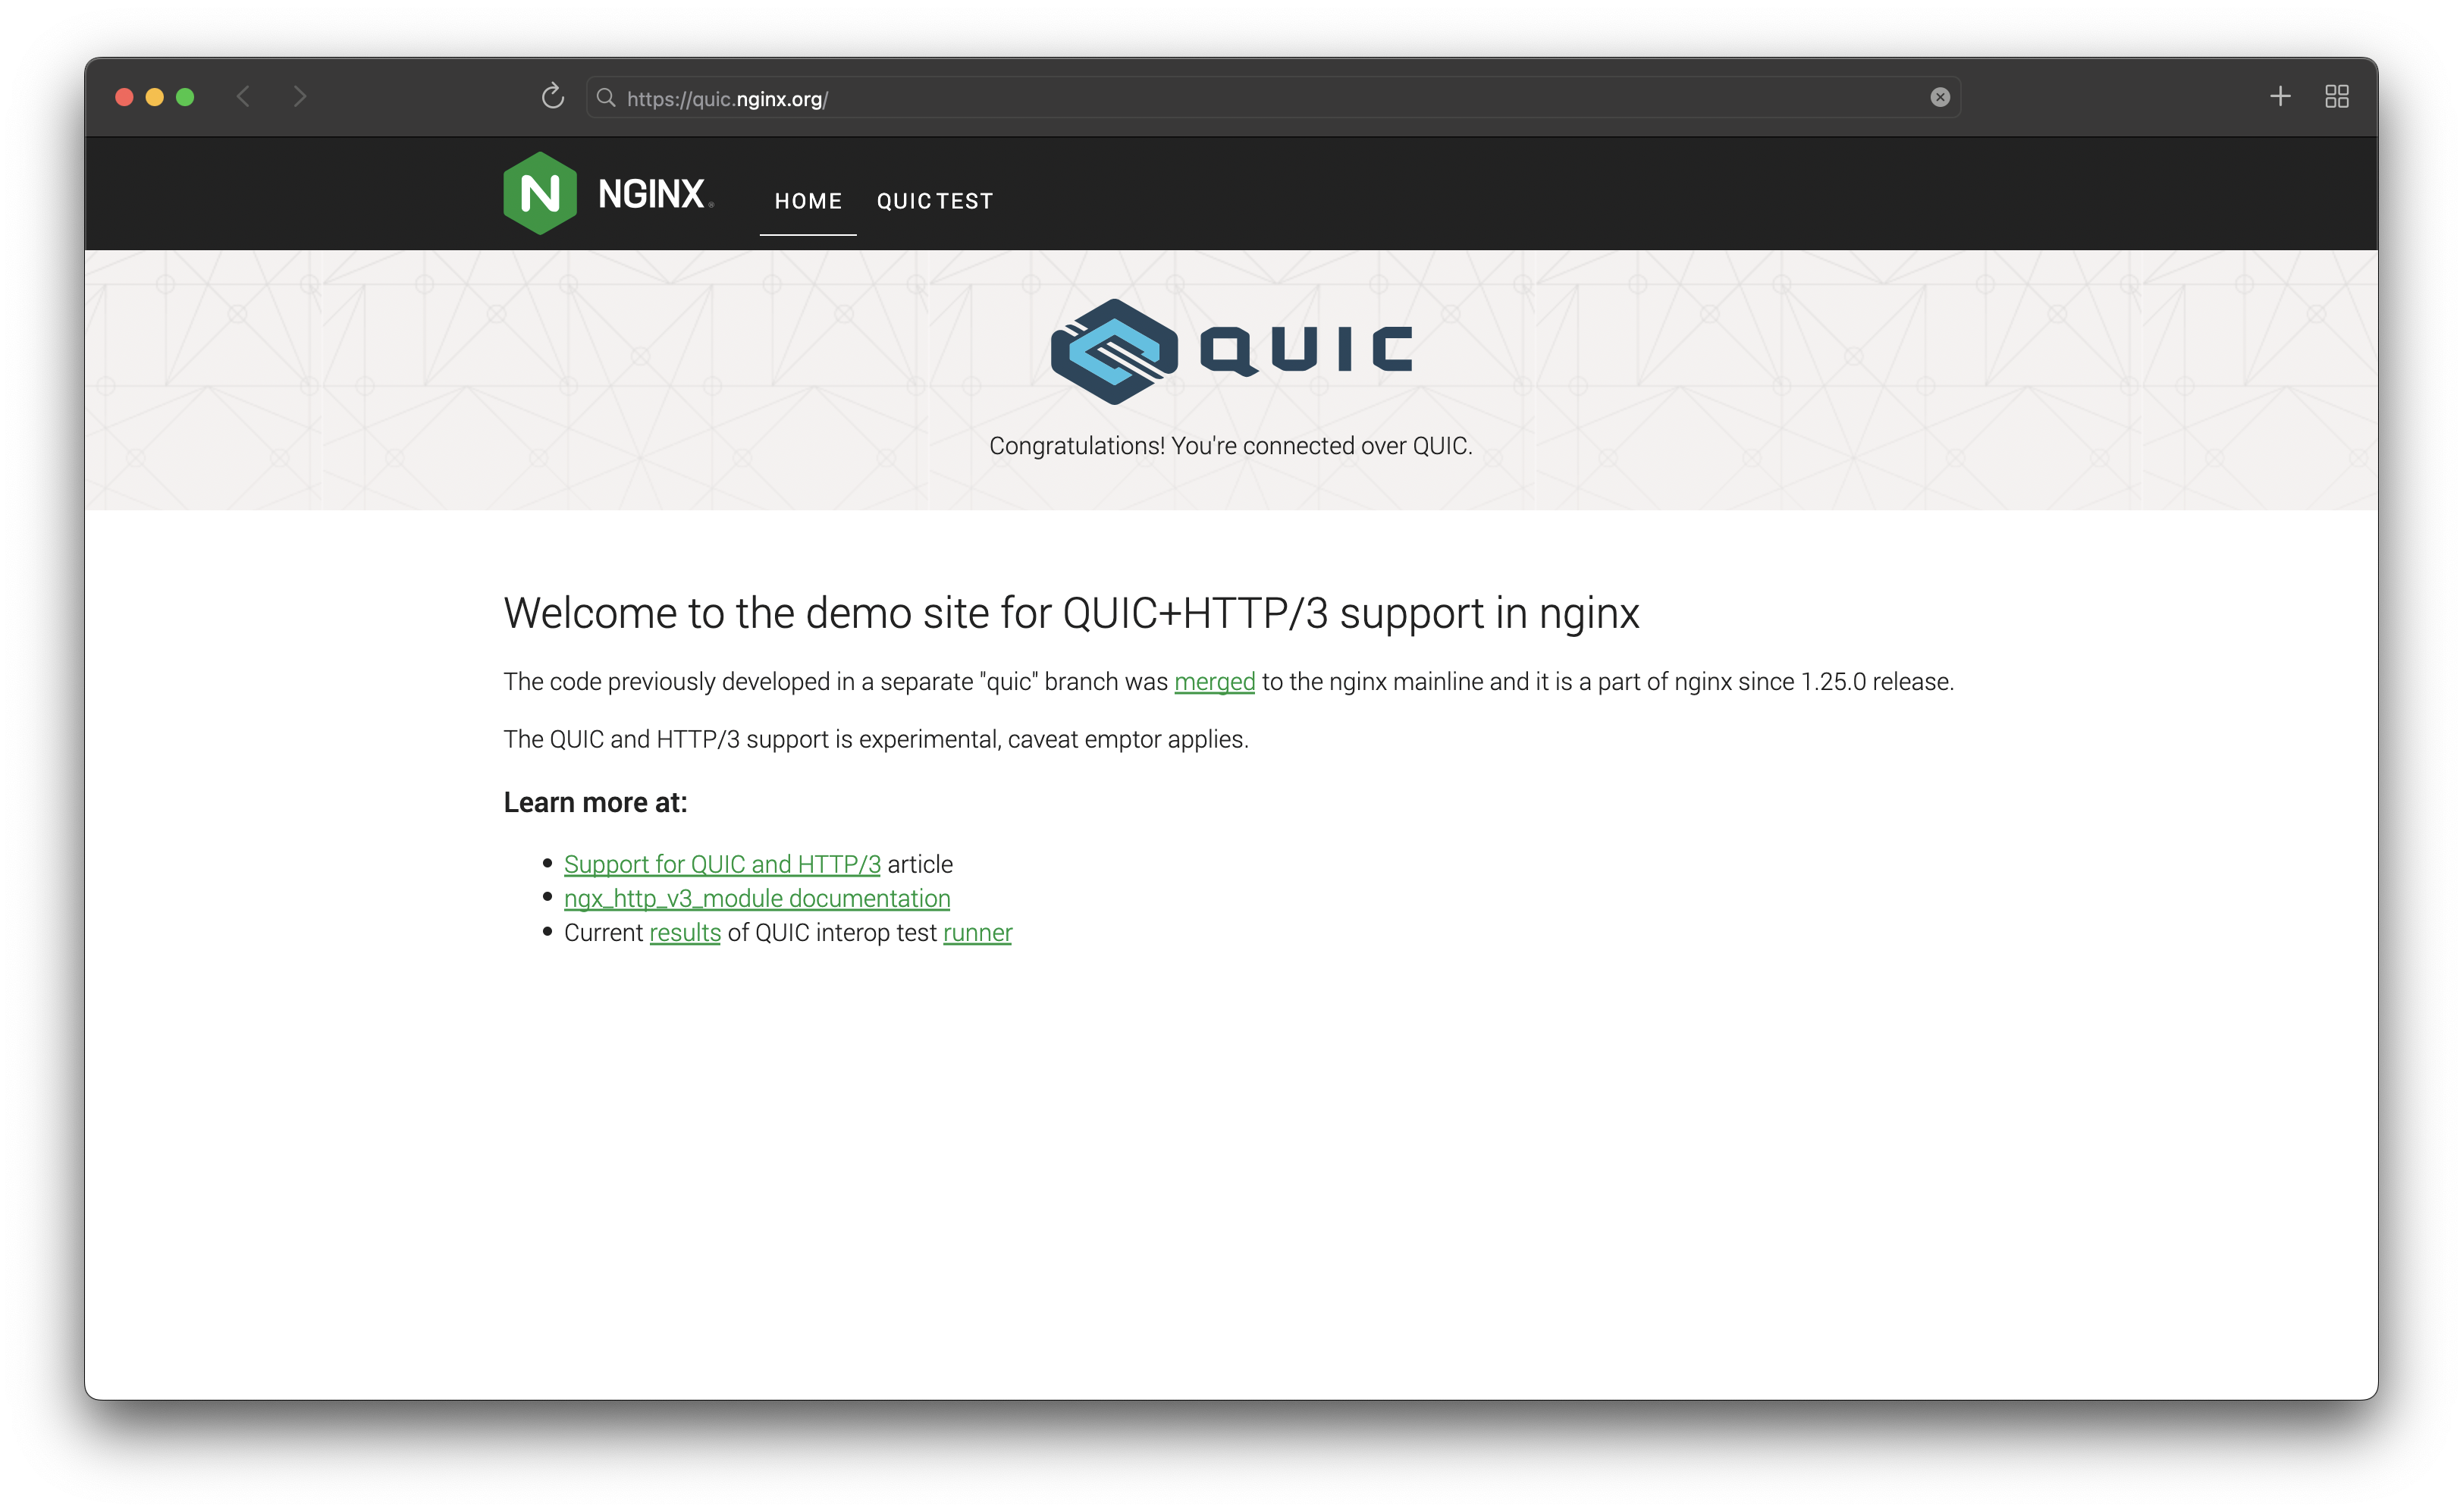 https://quic.nginx.org/
NGINX
HOME
QUIC TEST
QUIC
Congratulations! You're connected over QUIC.
Welcome to the demo site for QUIC+HTTP/3 support in nginx
The code previously developed in a separate "quic" branch was merged to the nginx mainline and it is a part of nginx since 1.25.0 release.
The QUIC and HTTP/3 support is experimental, caveat emptor applies.
Learn more at:
Support for QUIC and HTTP/3 article
ngx_http_v3_module documentation
Current results of QUIC interop test runner